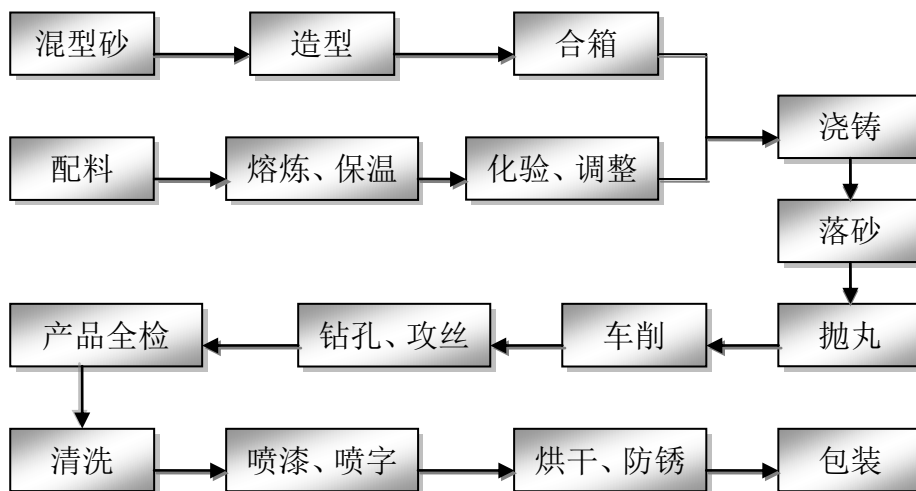 混型砂
造型
合箱
浇铸
配料
熔炼、保温
化验、调整
落砂
产品全检
钻孔、攻丝
车削
抛丸
清洗
喷漆、喷字
烘干、防锈
包装